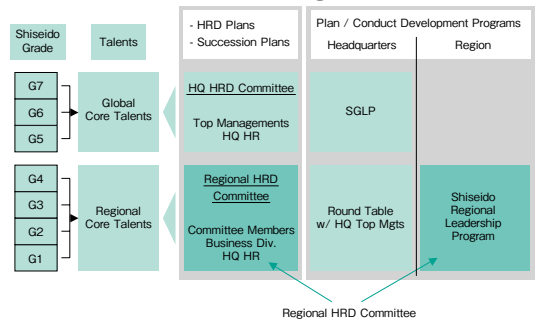 Shiseido
Grade
Talents
- HRD Plans
- Succession Plans
Plan / Conduct Development Programs
Headquarters
Region
G7
G6
G5
Global
Core Talents
HQ HRD Committee
Top Managements
HQ HR
SGLP
G4
G3
G2
G1
Regional
Core Talents
Regional HRD
Committee
Committee Members
Business Div.
HQ HR
Round Table
w/ HQ Top Mgts
Shiseido
Regional
Leadership
Program
Regional HRD Committee